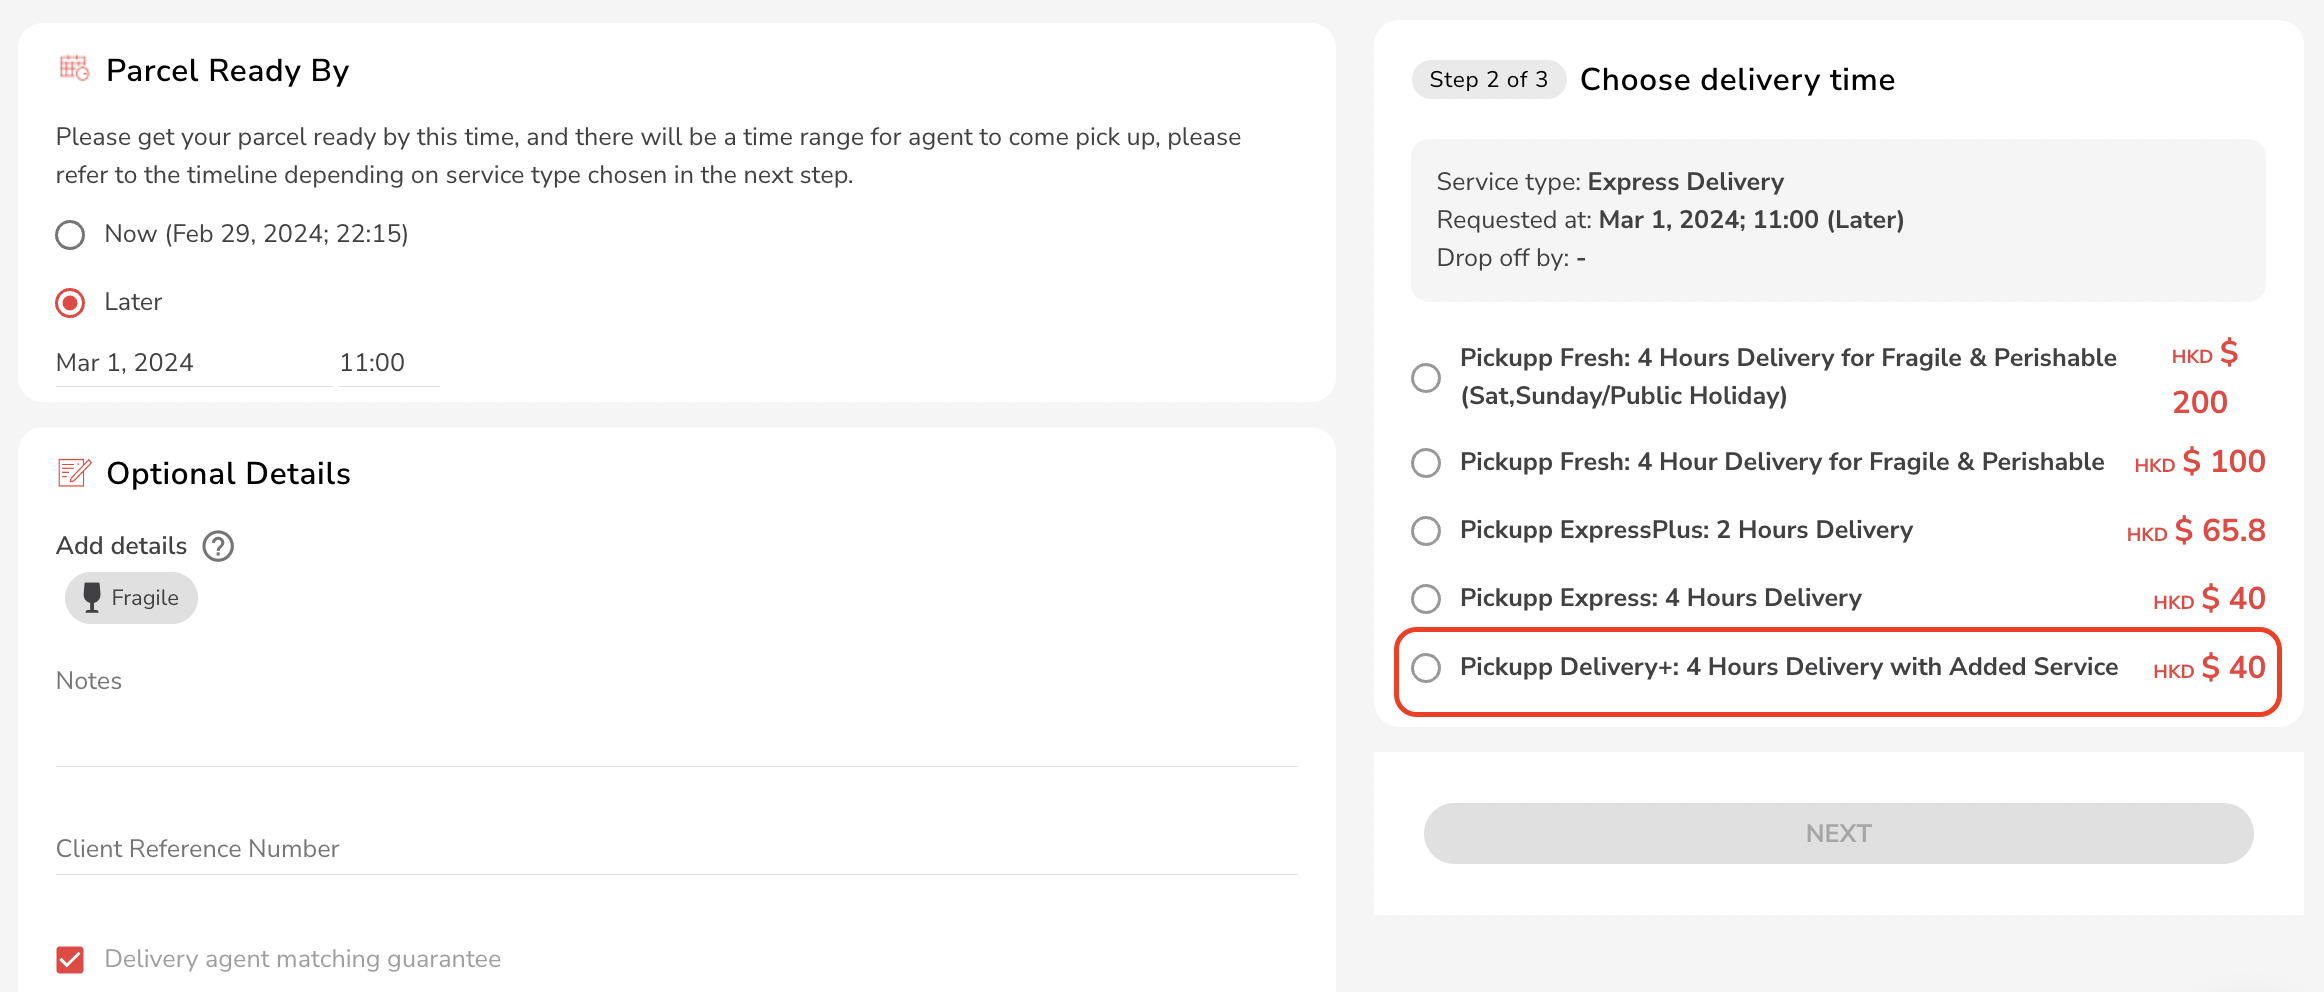 Parcel Ready By
Please get your parcel ready by this time, and there will be a time range for agent to come pick up, please
refer to the timeline depending on service type chosen in the next step.
Now (Feb 29, 2024; 22:15)
Later
Mar 1, 2024 11:00
Optional Details
Add details ?
Fragile
Notes
Client Reference Number
Delivery agent matching guarantee
Step 2 of 3 Choose delivery time
Service type: Express Delivery
Requested at: Mar 1, 2024; 11:00 (Later)
Drop off by: -
Pickupp Fresh: 4 Hours Delivery for Fragile & Perishable HKD $
(Sat,Sunday/Public Holiday) 200
Pickupp Fresh: 4 Hour Delivery for Fragile & Perishable HKD $ 100
Pickupp ExpressPlus: 2 Hours Delivery HKD $ 65.8
Pickupp Express: 4 Hours Delivery HKD $ 40
Pickupp Delivery+: 4 Hours Delivery with Added Service HKD $ 40
NEXT